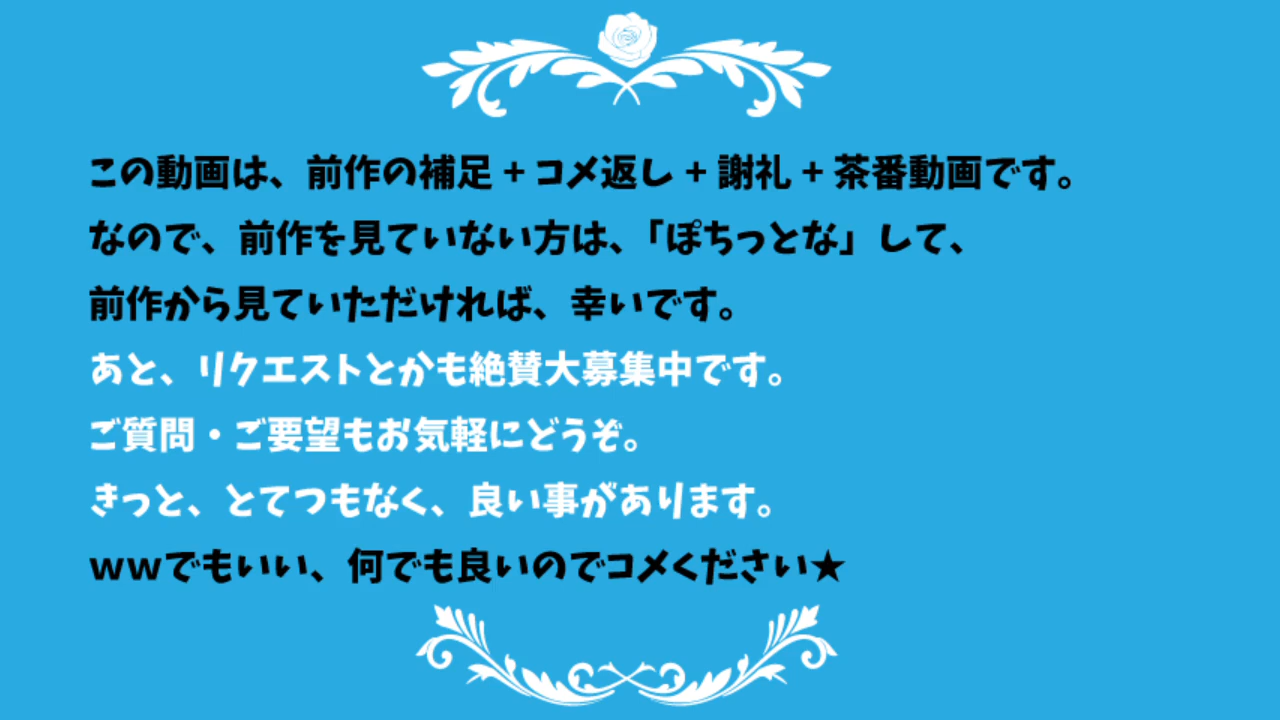 この動画は、前作の補足+コメ返し+謝礼+茶番動画です。
なので、前作を見ていない方は、「ぽちっとな」して、
前作から見ていただければ、幸いです。
あと、リクエストとかも絶賛大募集中です。
ご質問・ご要望もお気軽にどうぞ。
きっと、とてつもなく、良い事があります。
wwでもいい、何でも良いのでコメください★